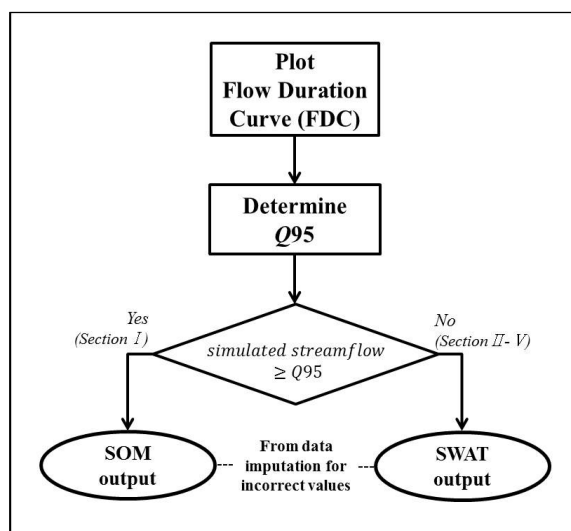 Plot
Flow Duration
Curve (FDC)
Determine
Q95
Yes
(Section Ⅰ)
No
(Section Ⅱ- Ⅴ)
simulated streamflow
≥ Q95
SOM
output
From data
imputation for
incorrect values
SWAT
output